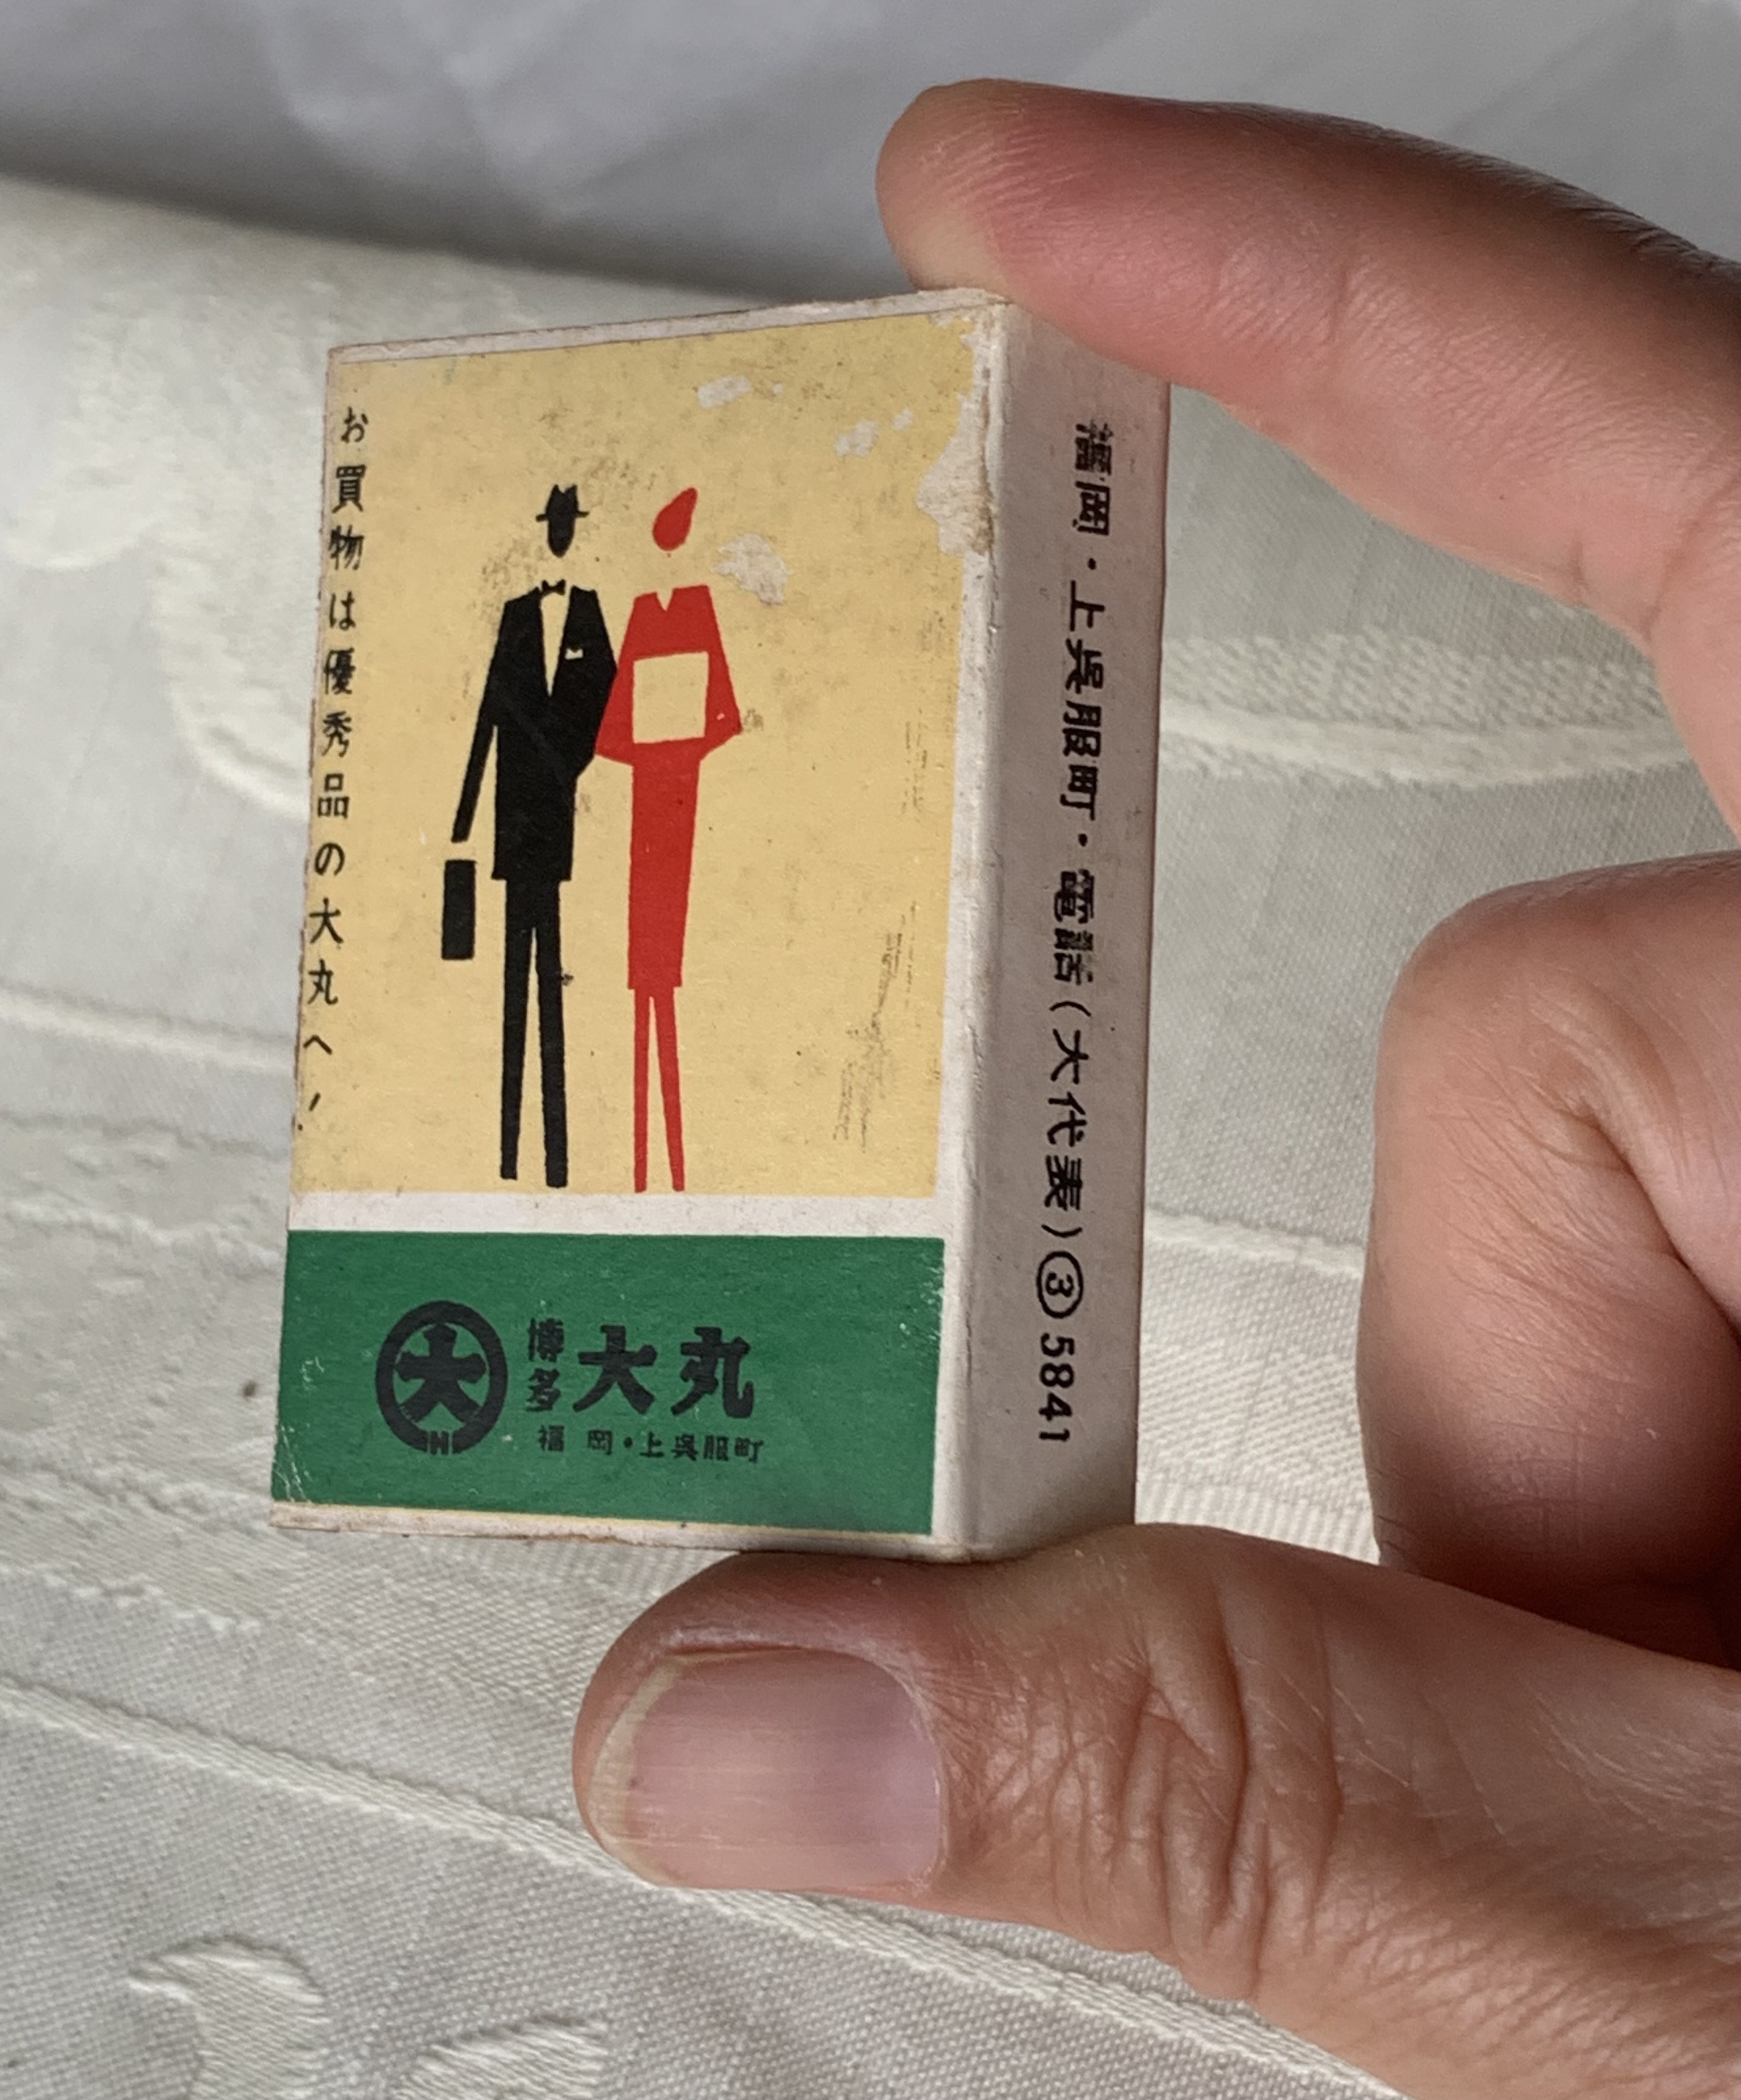 お買物は優秀品の大丸へ！
大
H
博多 大丸
福岡・上呉服町
福岡・上呉服町・電話（大代表）③5841